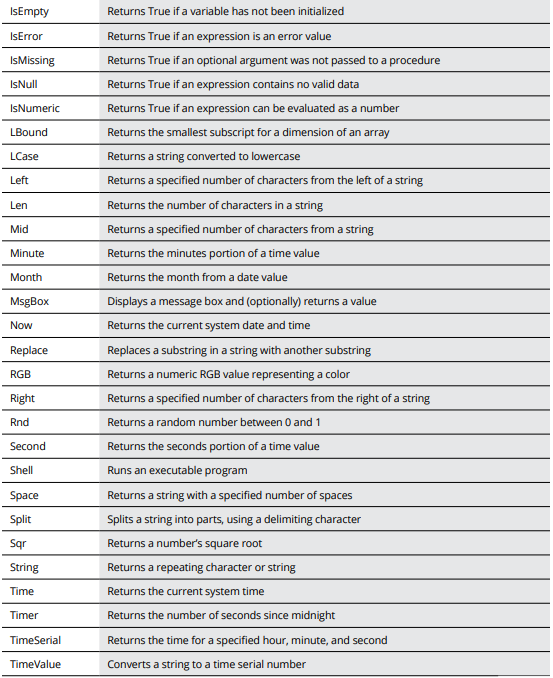 IsEmpty Returns True if a variable has not been initialized
IsError Returns True if an expression is an error value
IsMissing Returns True if an optional argument was not passed to a procedure
IsNull Returns True if an expression contains no valid data
IsNumeric Returns True if an expression can be evaluated as a number
LBound Returns the smallest subscript for a dimension of an array
LCase Returns a string converted to lowercase
Left Returns a specified number of characters from the left of a string
Len Returns the number of characters in a string
Mid Returns a specified number of characters from a string
Minute Returns the minutes portion of a time value
Month Returns the month from a date value
MsgBox Displays a message box and (optionally) returns a value
Now Returns the current system date and time
Replace Replaces a substring in a string with another substring
RGB Returns a numeric RGB value representing a color
Right Returns a specified number of characters from the right of a string
Rnd Returns a random number between 0 and 1
Second Returns the seconds portion of a time value
Shell Runs an executable program
Space Returns a string with a specified number of spaces
Split Splits a string into parts, using a delimiting character
Sqr Returns a number’s square root
String Returns a repeating character or string
Time Returns the current system time
Timer Returns the number of seconds since midnight
TimeSerial Returns the time for a specified hour, minute, and second
TimeValue Converts a string to a time serial number